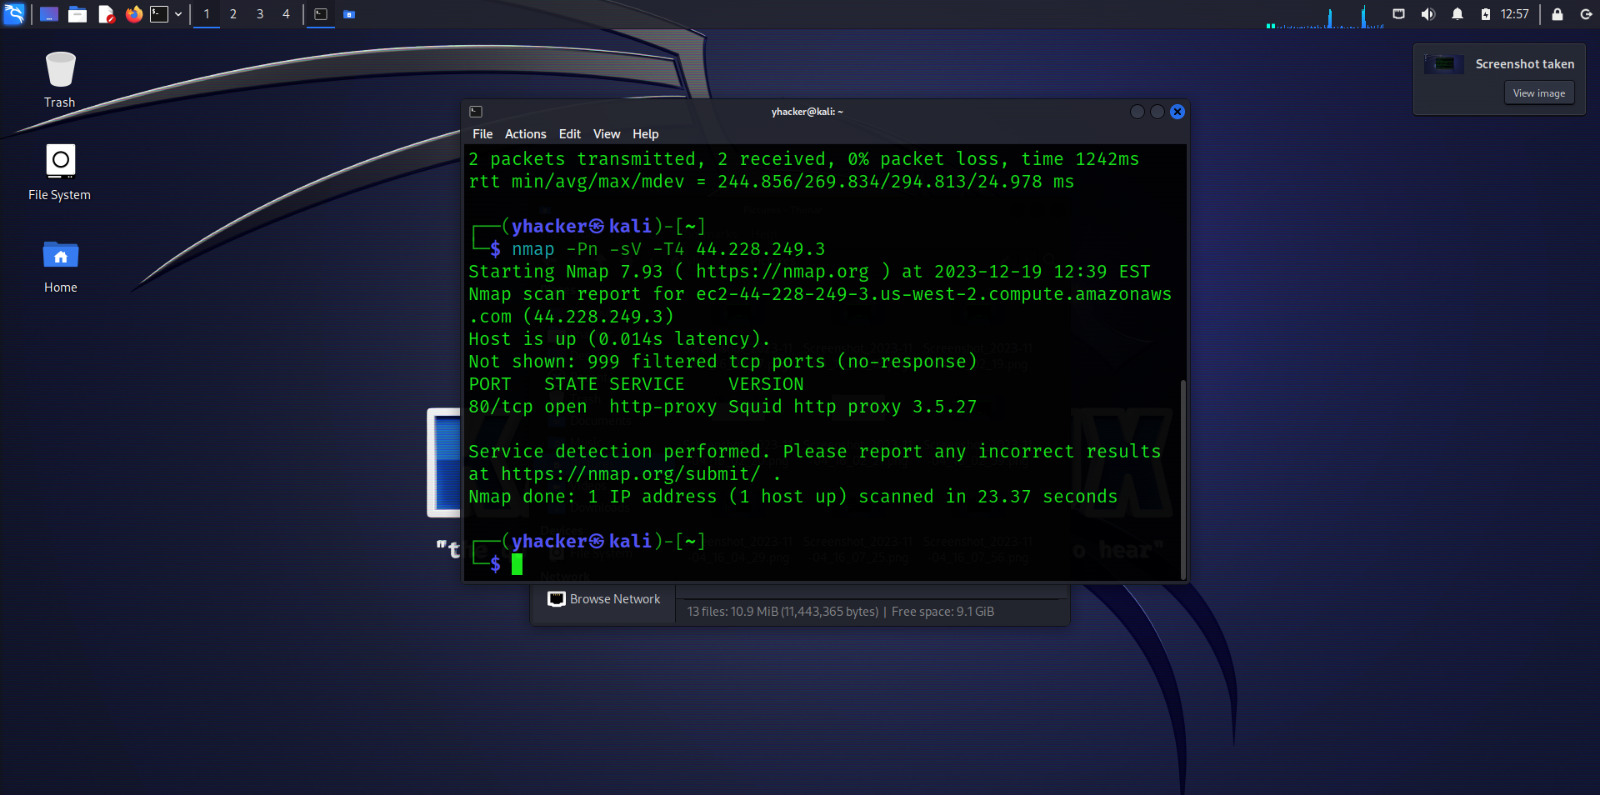 1 2 3 4
12:57
Trash
File System
Home
Screenshot taken
View image
yhacker@kali: ~
File Actions Edit View Help
2 packets transmitted, 2 received, 0% packet loss, time 1242ms
rtt min/avg/max/mdev = 244.856/269.834/294.813/24.978 ms
┌──(yhacker㉿kali)-[~]
└─$ nmap -Pn -sV -T4 44.228.249.3
Starting Nmap 7.93 ( https://nmap.org ) at 2023-12-19 12:39 EST
Nmap scan report for ec2-44-228-249-3.us-west-2.compute.amazonaws
.com (44.228.249.3)
Host is up (0.014s latency).
Not shown: 999 filtered tcp ports (no-response)
PORT   STATE SERVICE    VERSION
80/tcp open  http-proxy Squid http proxy 3.5.27
Service detection performed. Please report any incorrect results
at https://nmap.org/submit/ .
Nmap done: 1 IP address (1 host up) scanned in 23.37 seconds
┌──(yhacker㉿kali)-[~]
└─$
o hear"
Browse Network
13 files: 10.9 MiB (11,443,365 bytes) | Free space: 9.1 GiB